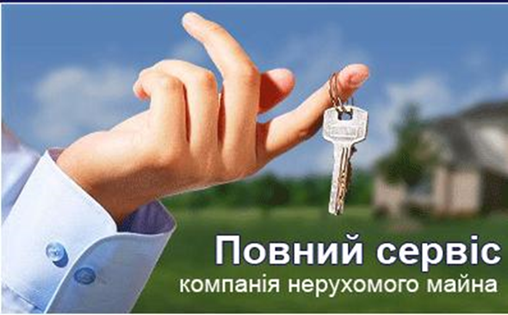 Повний сервіс
компанія нерухомого майна